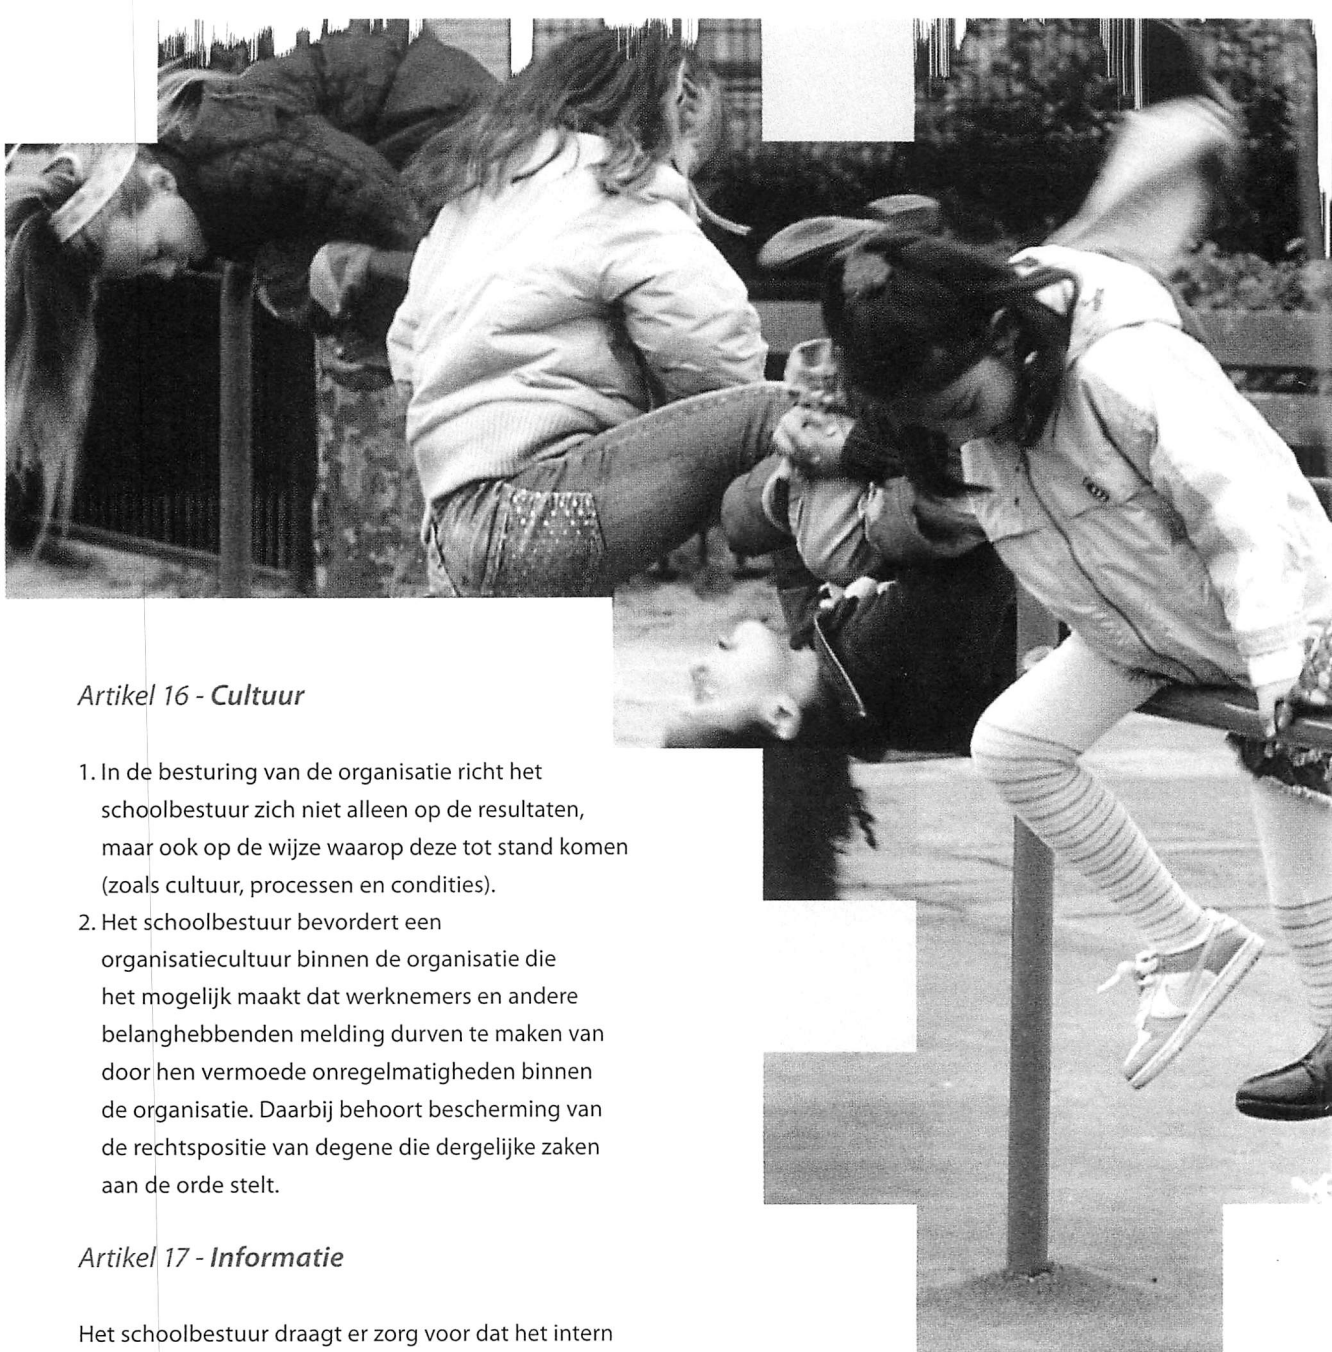 Artikel 16 - Cultuur
1. In de besturing van de organisatie richt het
schoolbestuur zich niet alleen op de resultaten,
maar ook op de wijze waarop deze tot stand komen
(zoals cultuur, processen en condities).
2. Het schoolbestuur bevordert een
organisatiecultuur binnen de organisatie die
het mogelijk maakt dat werknemers en andere
belanghebbenden melding durven te maken van
door hen vermoede onregelmatigheden binnen
de organisatie. Daarbij behoort bescherming van
de rechtspositie van degene die dergelijke zaken
aan de orde stelt.
Artikel 17 - Informatie
Het schoolbestuur draagt er zorg voor dat het intern